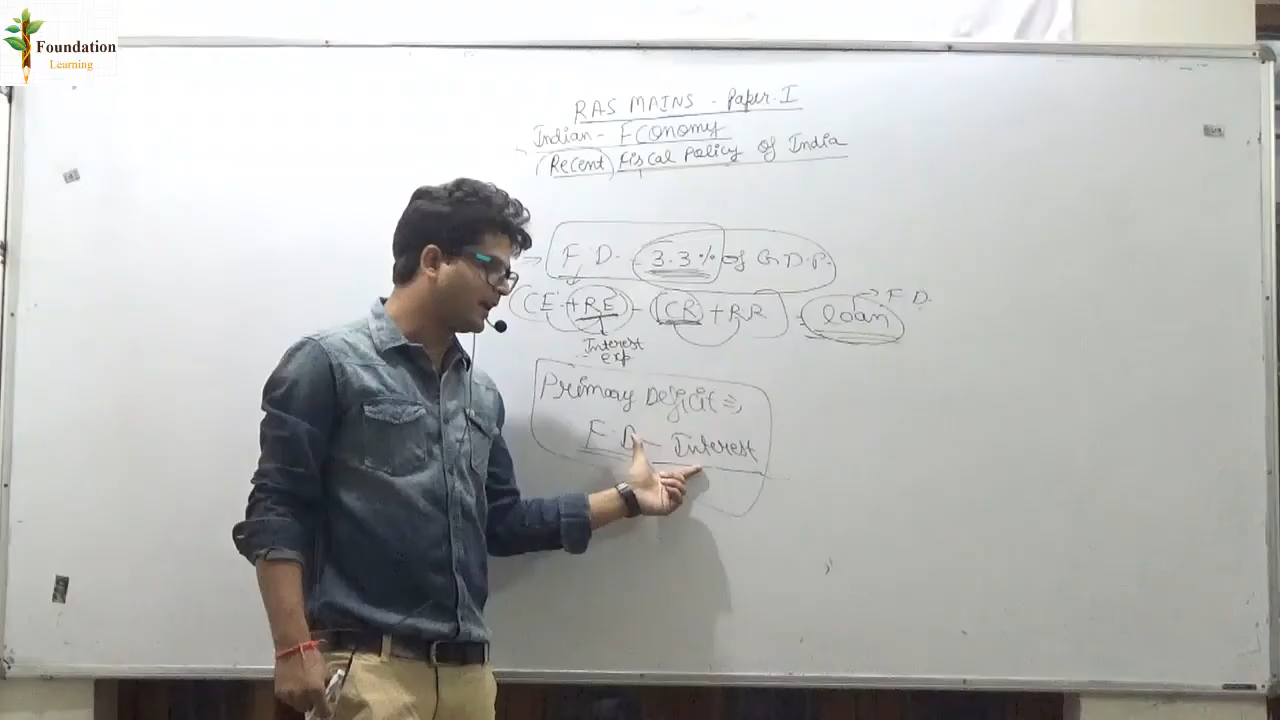 Foundation
Learning
RAS MAINS - Paper. I
Indian - Economy
(Recent) Fiscal Policy of India
→ F. D. - 3.3% of G.D.P.
(CE + RE) - (CR + RR) = loan → F. D.
Interest
exp
Primary Deficit ⇒
F. D - Interest